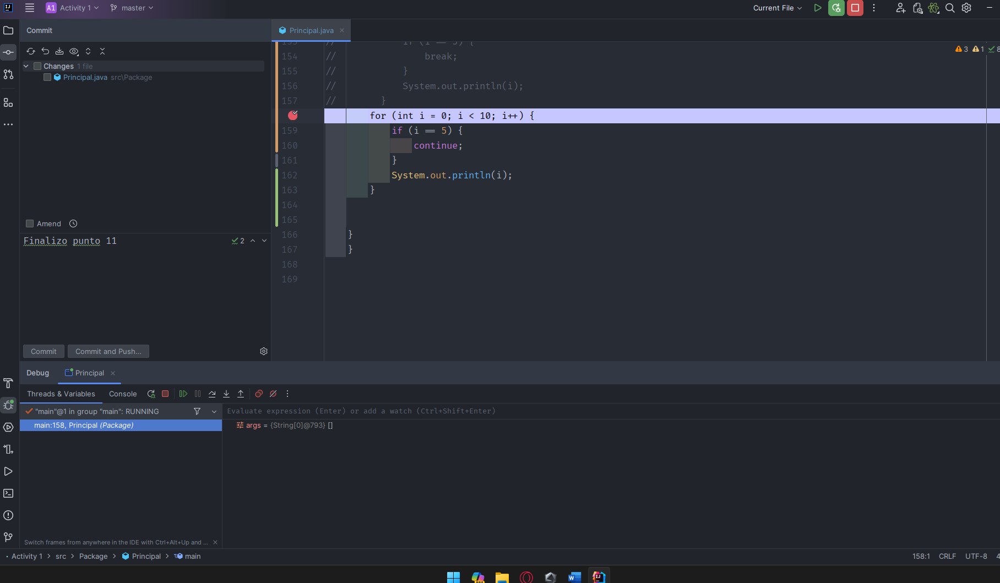 A1 Activity 1 master Current File
Commit
Principal.java
Changes 1 file
Principal.java src\Package
Amend
Finalizo punto 11
2
Commit Commit and Push...
3 1 8
153 // if (i == 5) {
154 // break;
155 // }
156 // System.out.println(i);
157 // }
for (int i = 0; i < 10; i++) {
159 if (i == 5) {
160 continue;
161 }
162 System.out.println(i);
163 }
164
165
166 }
167 }
168
169
Debug Principal
Threads & Variables Console
"main"@1 in group "main": RUNNING
Evaluate expression (Enter) or add a watch (Ctrl+Shift+Enter)
main:158, Principal (Package)
args = {String[0]@793} []
Switch frames from anywhere in the IDE with Ctrl+Alt+Up and ...
Activity 1 > src > Package > Principal > main
158:1 CRLF UTF-8 4